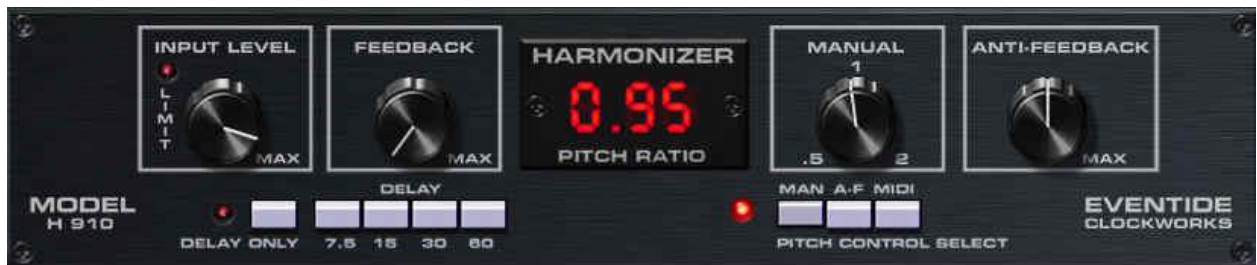 INPUT LEVEL
LIMIT
MAX
FEEDBACK
MAX
HARMONIZER
0.95
PITCH RATIO
MANUAL
1
.5 2
ANTI-FEEDBACK
MAX
MODEL
H 910
DELAY ONLY
DELAY
7.5 15 30 60
MAN A-F MIDI
PITCH CONTROL SELECT
EVENTIDE
CLOCKWORKS